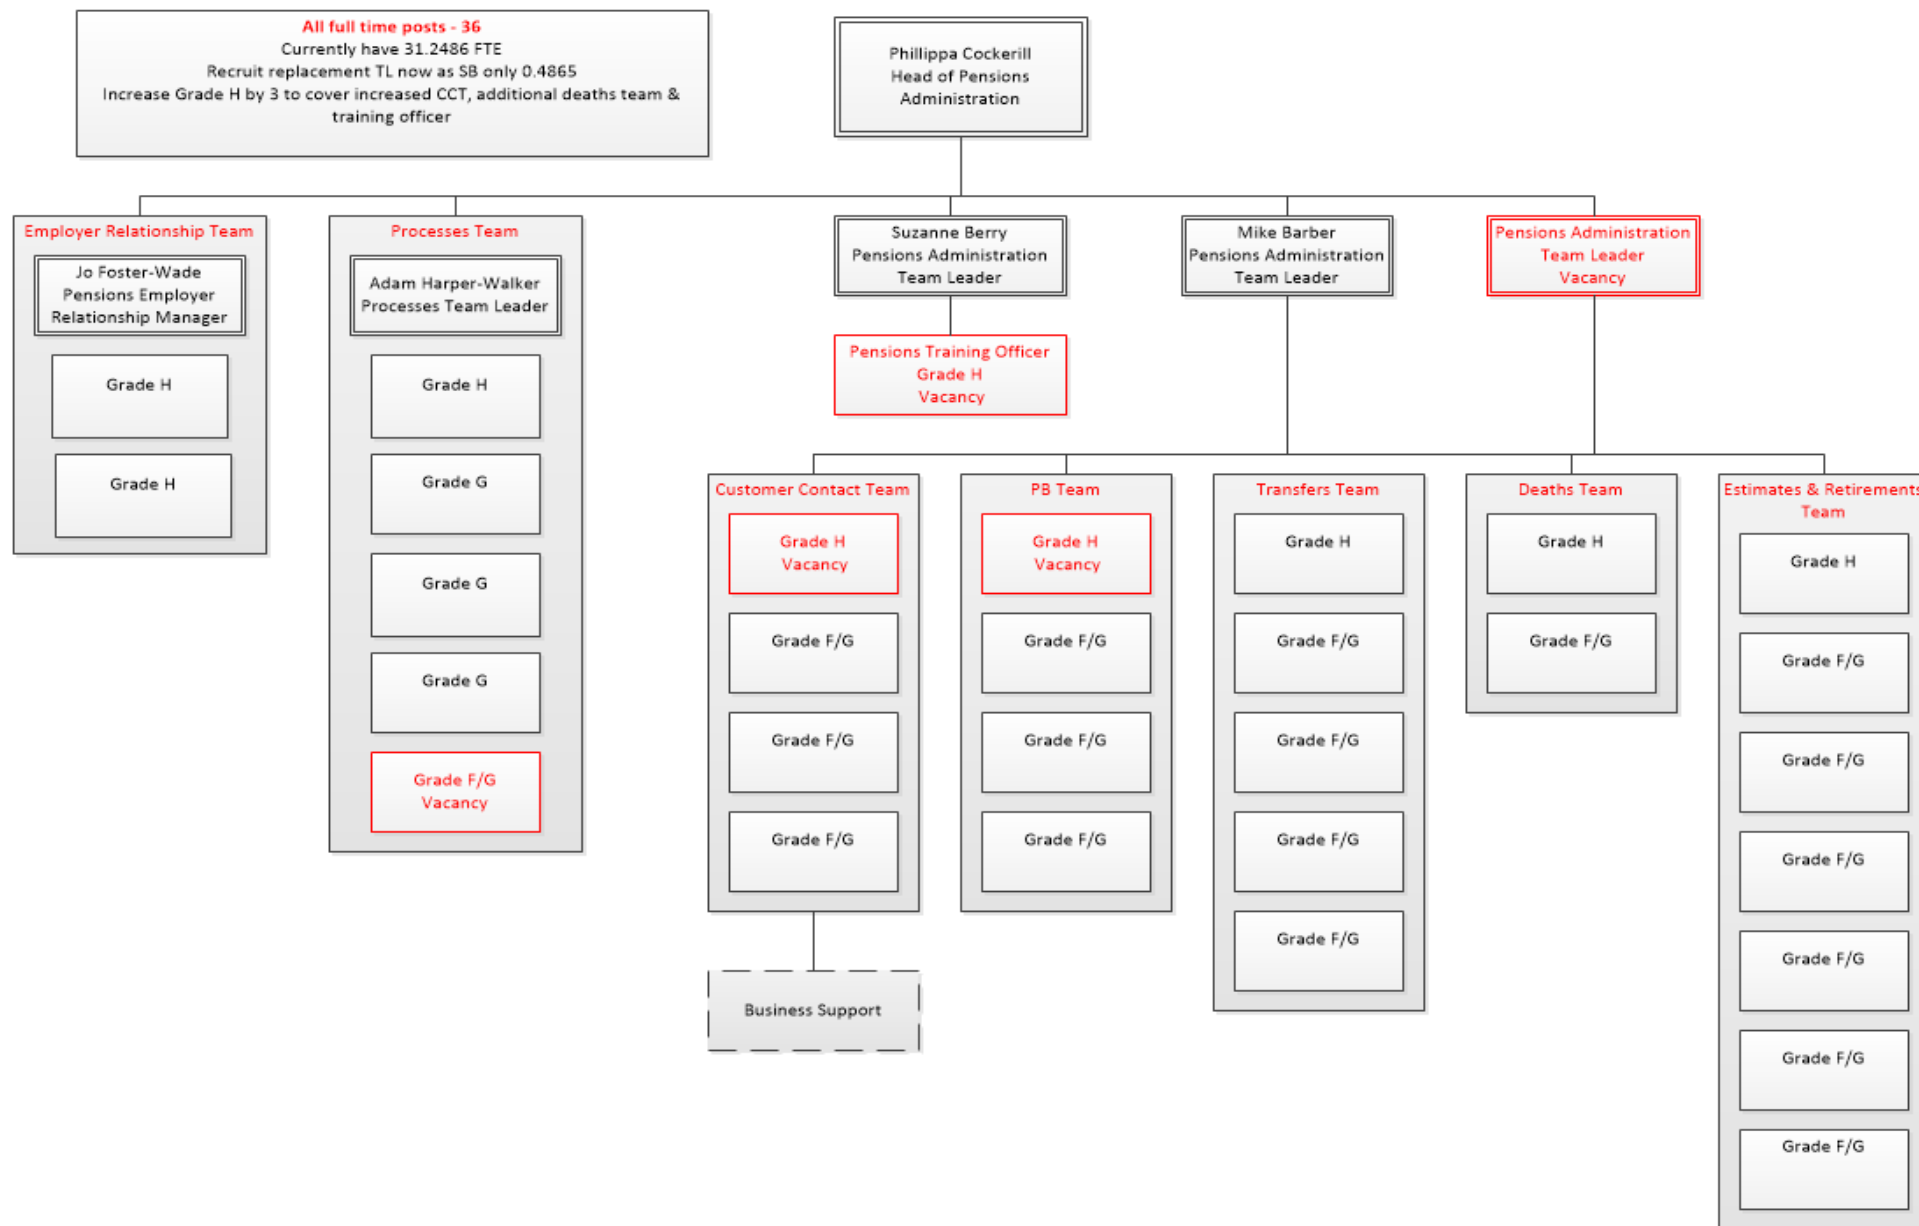 All full time posts - 36
Currently have 31.2486 FTE
Recruit replacement TL now as SB only 0.4865
Increase Grade H by 3 to cover increased CCT, additional deaths team &
training officer
Phillippa Cockerill
Head of Pensions
Administration
Employer Relationship Team
Jo Foster-Wade
Pensions Employer
Relationship Manager
Grade H
Grade H
Processes Team
Adam Harper-Walker
Processes Team Leader
Grade H
Grade G
Grade G
Grade G
Grade F/G
Vacancy
Suzanne Berry
Pensions Administration
Team Leader
Pensions Training Officer
Grade H
Vacancy
Mike Barber
Pensions Administration
Team Leader
Pensions Administration
Team Leader
Vacancy
Customer Contact Team
Grade H
Vacancy
Grade F/G
Grade F/G
Grade F/G
Business Support
PB Team
Grade H
Vacancy
Grade F/G
Grade F/G
Grade F/G
Transfers Team
Grade H
Grade F/G
Grade F/G
Grade F/G
Grade F/G
Deaths Team
Grade H
Grade F/G
Estimates & Retirements
Team
Grade H
Grade F/G
Grade F/G
Grade F/G
Grade F/G
Grade F/G
Grade F/G